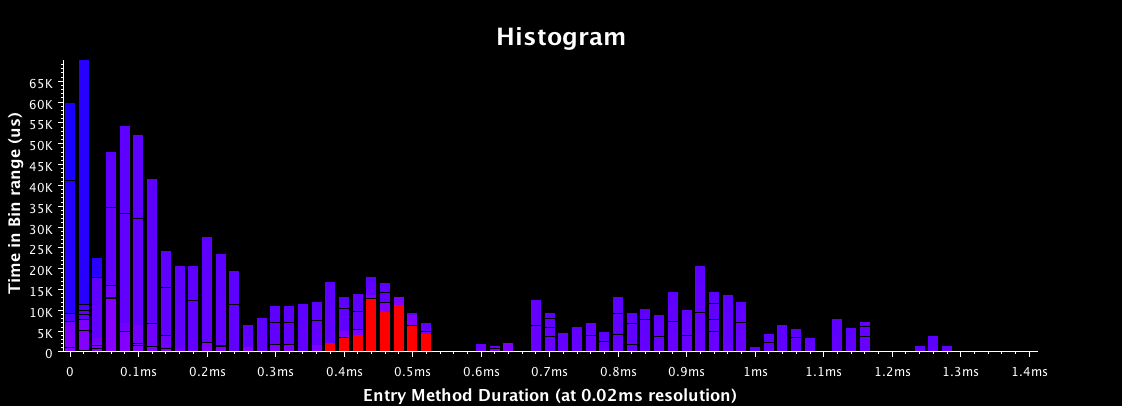 Histogram
Time in Bin range (us)
65K
60K
55K
50K
45K
40K
35K
30K
25K
20K
15K
10K
5K
0
0 0.1ms 0.2ms 0.3ms 0.4ms 0.5ms 0.6ms 0.7ms 0.8ms 0.9ms 1ms 1.1ms 1.2ms 1.3ms 1.4ms
Entry Method Duration (at 0.02ms resolution)